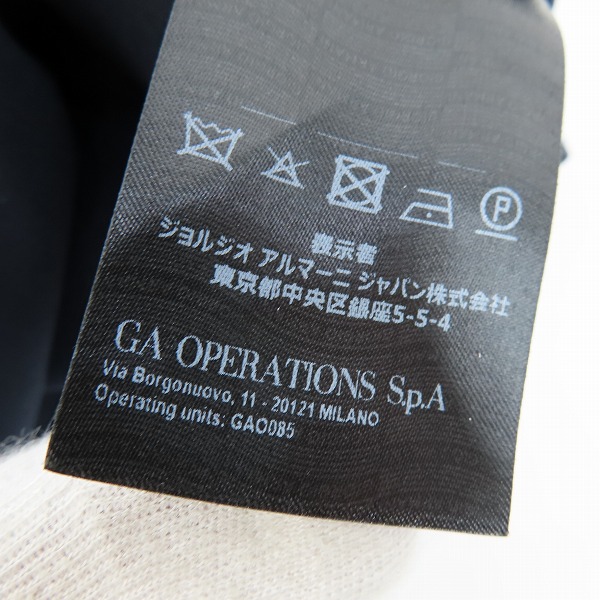 P
表示者
ジョルジオ アルマーニ ジャパン株式会社
東京都中央区銀座5-5-4
GA OPERATIONS S.p.A
Via Borgonuovo, 11 - 20121 MILANO
Operating units: GAO085